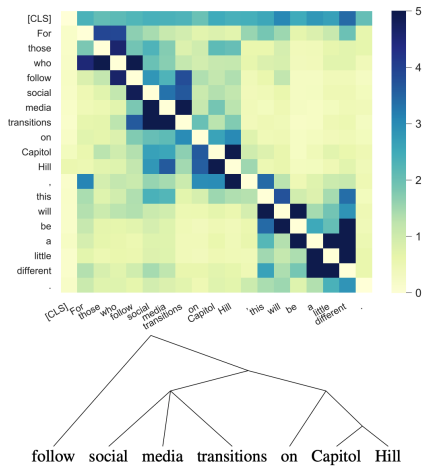 [CLS]
For
those
who
follow
social
media
transitions
on
Capitol
Hill
,
this
will
be
a
little
different
.
5
4
3
2
1
0
[CLS] For those who follow social media transitions on Capitol Hill , this will be a little different .
follow social media transitions on Capitol Hill